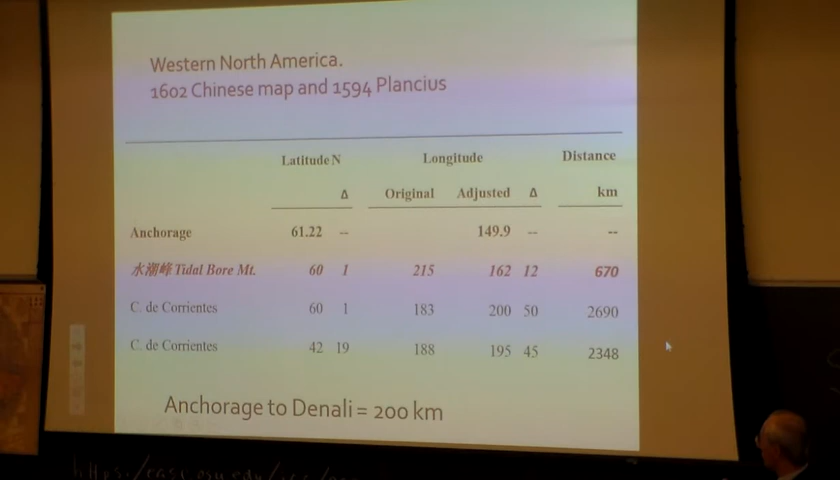 Western North America.
1602 Chinese map and 1594 Plancius
Latitude N Longitude Distance
Δ Original Adjusted Δ km
Anchorage 61.22 -- 149.9 -- --
水潮峰 Tidal Bore Mt. 60 1 215 162 12 670
C. de Corrientes 60 1 183 200 50 2690
C. de Corrientes 42 19 188 195 45 2348
Anchorage to Denali = 200 km